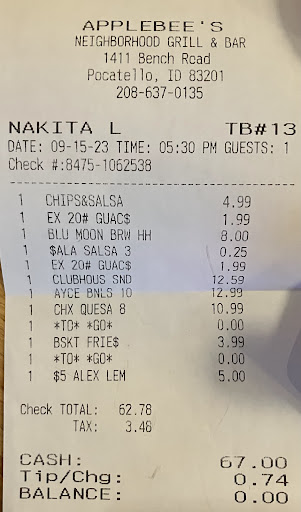 APPLEBEE'S
NEIGHBORHOOD GRILL & BAR
1411 Bench Road
Pocatello, ID 83201
208-637-0135
NAKITA L TB#13
DATE: 09-15-23 TIME: 05:30 PM GUESTS: 1
Check #:8475-1062538
1 CHIPS&SALSA 4.99
1 EX 20# GUAC$ 1.99
1 BLU MOON BRW HH 8.00
1 $ALA SALSA 3 0.25
1 EX 20# GUAC$ 1.99
1 CLUBHOUS SND 12.59
1 AYCE BNLS 10 12.99
1 CHX QUESA 8 10.99
1 *TO* *GO* 0.00
1 BSKT FRIE$ 3.99
1 *TO* *GO* 0.00
1 $5 ALEX LEM 5.00
Check TOTAL: 62.78
TAX: 3.48
CASH: 67.00
Tip/Chg: 0.74
BALANCE: 0.00